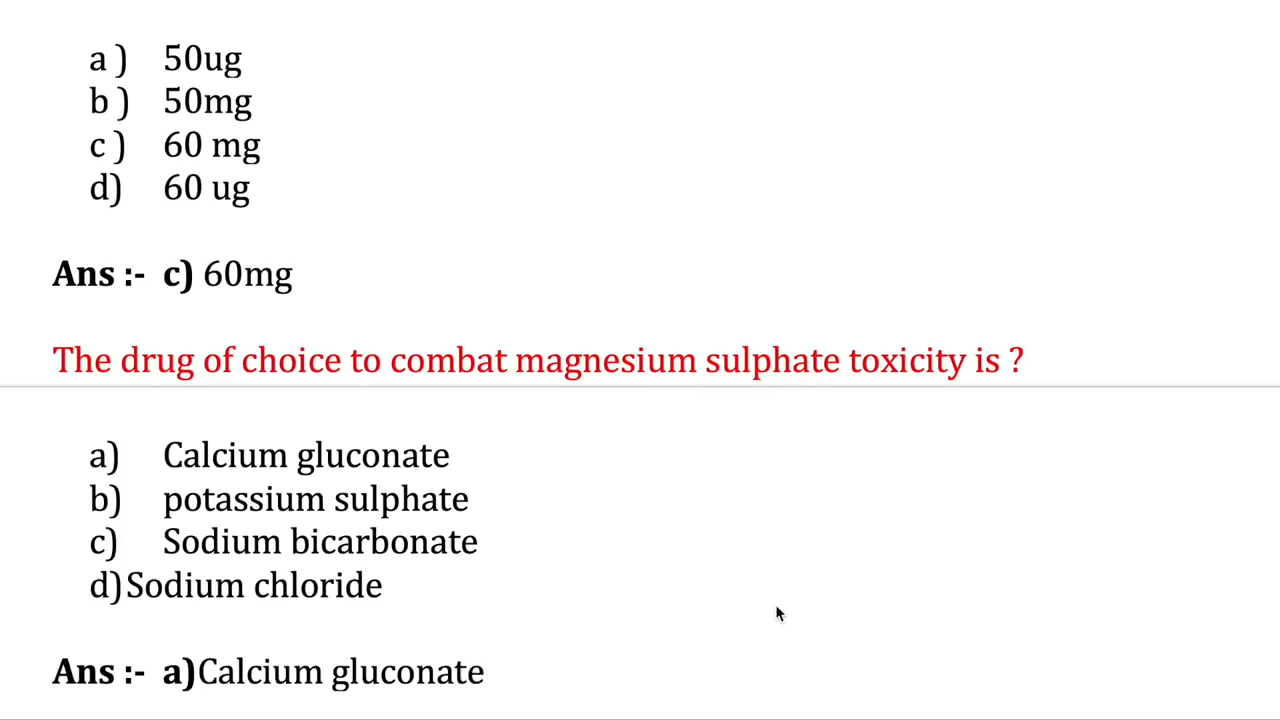 a ) 50ug
b ) 50mg
c ) 60 mg
d) 60 ug
Ans :- c) 60mg
The drug of choice to combat magnesium sulphate toxicity is ?
a) Calcium gluconate
b) potassium sulphate
c) Sodium bicarbonate
d)Sodium chloride
Ans :- a)Calcium gluconate